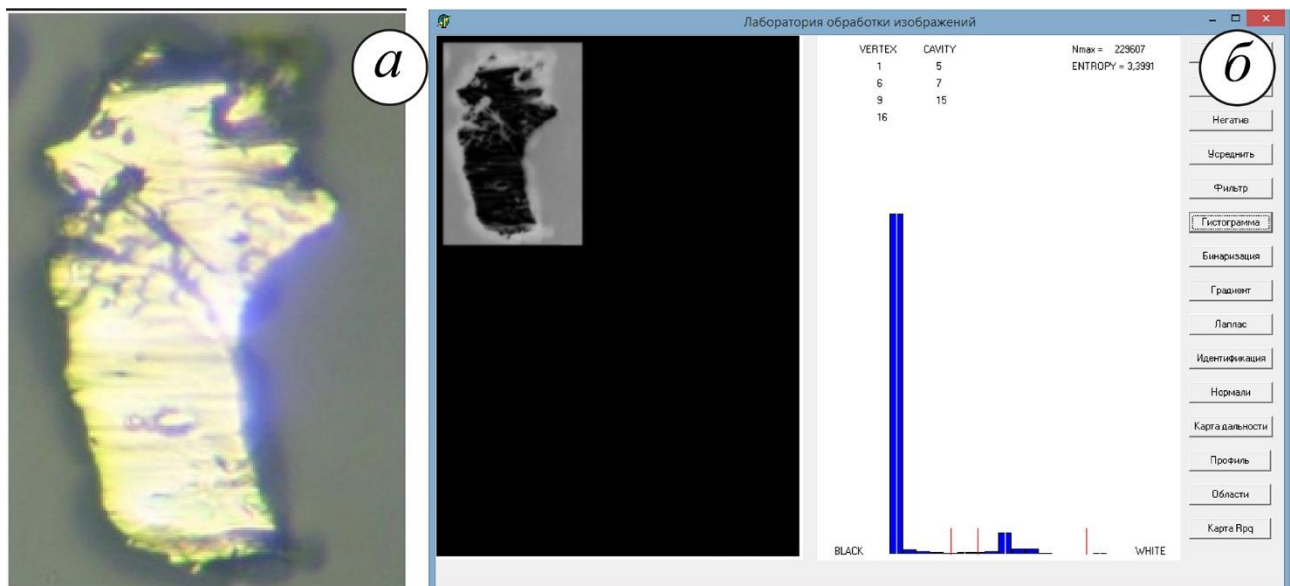 а
Лаборатория обработки изображений
б
VERTEX CAVITY
1 5
6 7
9 15
16
Nmax = 229607
ENTROPY = 3,3991
BLACK WHITE
Негатив
Усреднить
Фильтр
Гистограмма
Бинаризация
Градиент
Лаплас
Идентификация
Нормали
Карта дальности
Профиль
Области
Карта Rpq